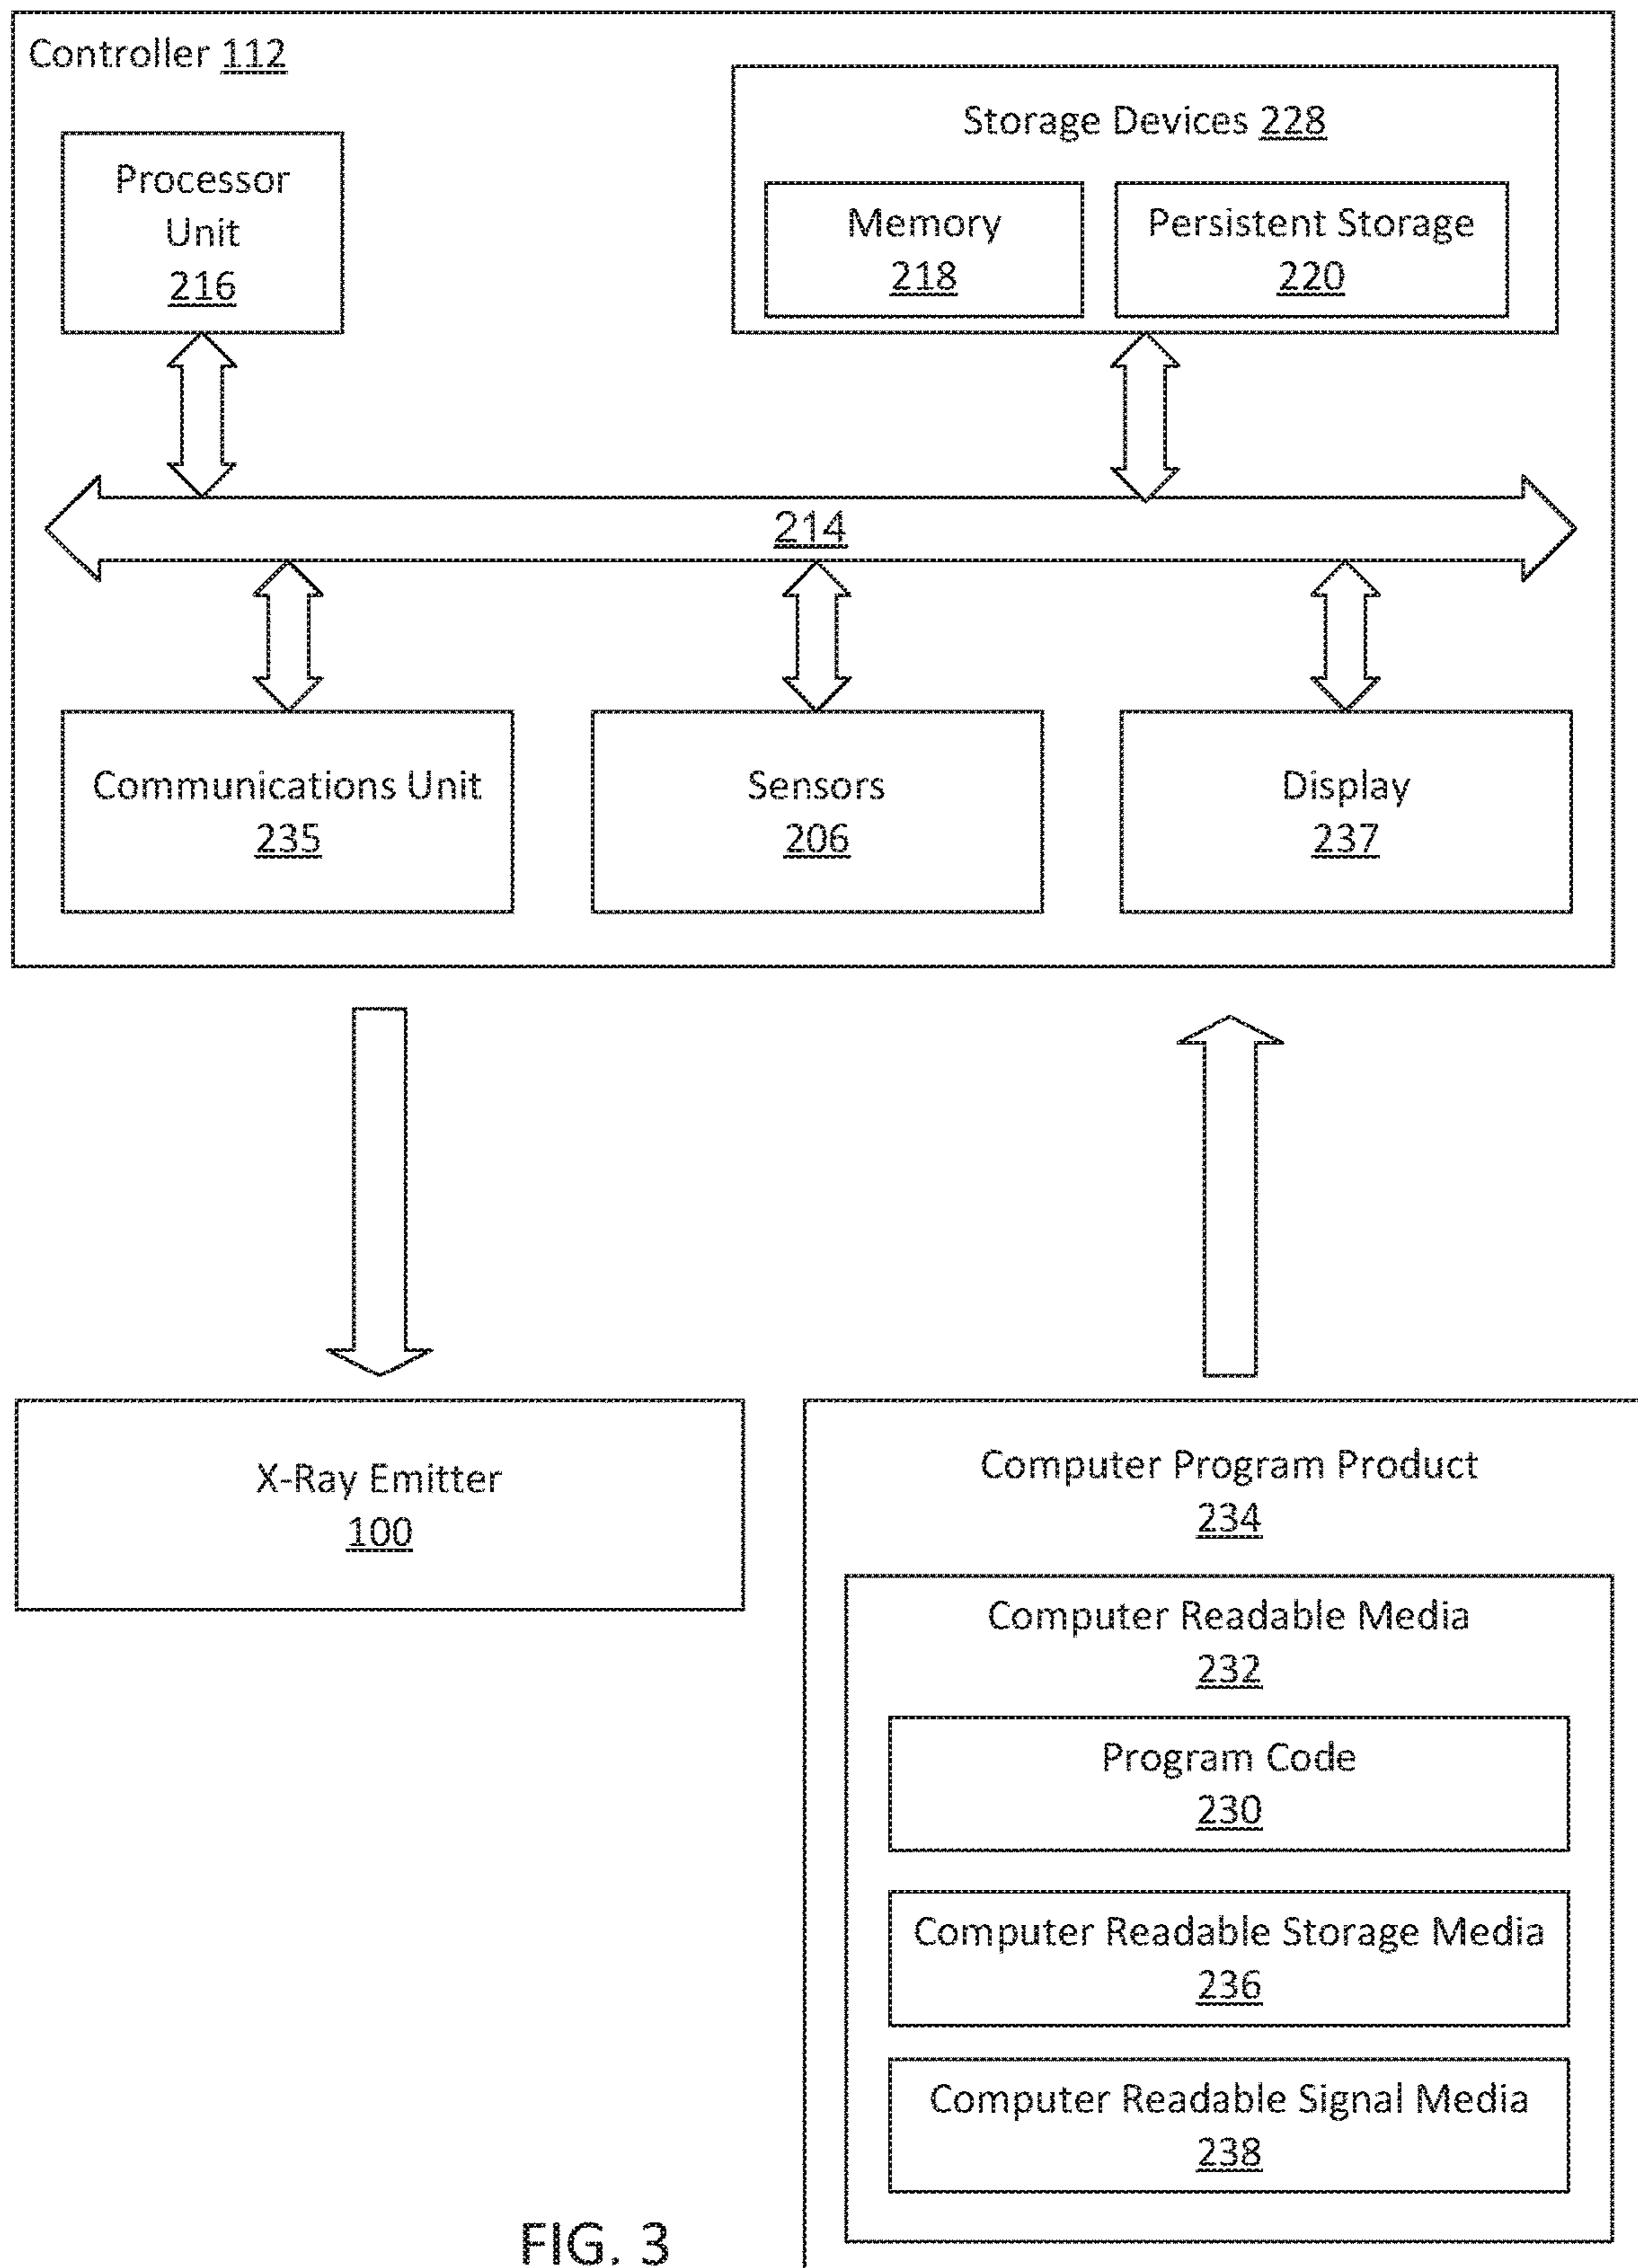 Controller 112
Storage Devices 228
Processor
Unit
216
Memory
218
Persistent Storage
220
214
Communications Unit
235
Sensors
206
Display
237
X-Ray Emitter
100
Computer Program Product
234
Computer Readable Media
232
Program Code
230
Computer Readable Storage Media
236
Computer Readable Signal Media
238
FIG. 3